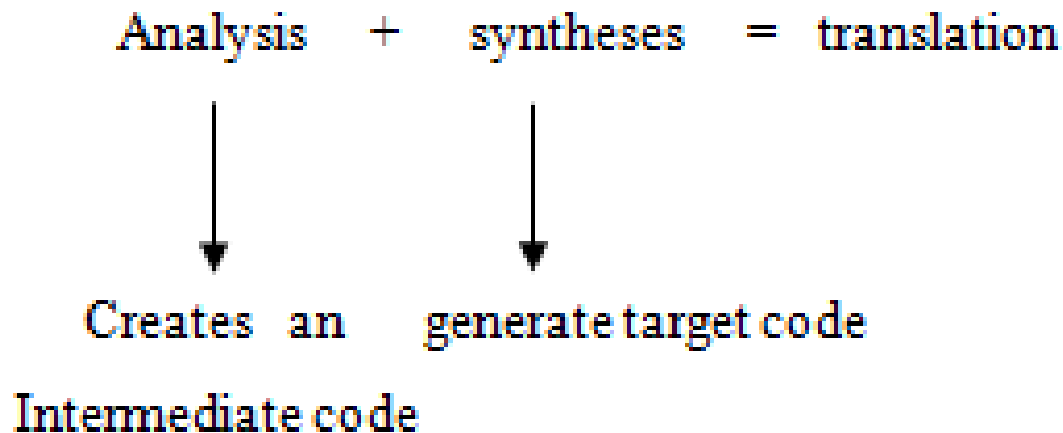 Analysis + syntheses = translation
Creates an generate target code
Intermediate code